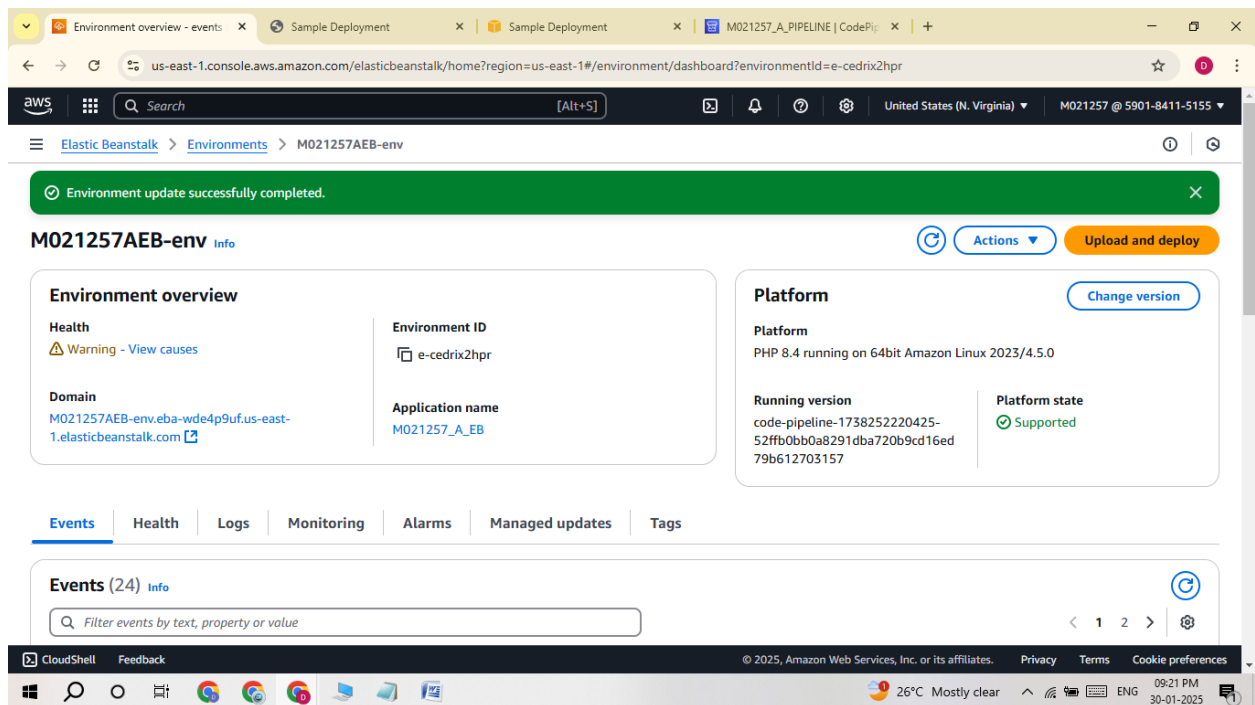 Environment overview - events
Sample Deployment
Sample Deployment
M021257_A_PIPELINE | CodePip
us-east-1.console.aws.amazon.com/elasticbeanstalk/home?region=us-east-1#/environment/dashboard?environmentId=e-cedrix2hpr
D
aws
Search
[Alt+S]
United States (N. Virginia) ▼
M021257 @ 5901-8411-5155 ▼
Elastic Beanstalk > Environments > M021257AEB-env
Environment update successfully completed.
M021257AEB-env Info
Actions ▼
Upload and deploy
Environment overview
Health
Warning - View causes
Domain
M021257AEB-env.eba-wde4p9uf.us-east-
1.elasticbeanstalk.com
Environment ID
e-cedrix2hpr
Application name
M021257_A_EB
Platform
Change version
Platform
PHP 8.4 running on 64bit Amazon Linux 2023/4.5.0
Running version
code-pipeline-1738252220425-
52ffb0bb0a8291dba720b9cd16ed
79b612703157
Platform state
Supported
Events
Health
Logs
Monitoring
Alarms
Managed updates
Tags
Events (24) Info
Filter events by text, property or value
< 1 2 >
CloudShell
Feedback
© 2025, Amazon Web Services, Inc. or its affiliates.
Privacy
Terms
Cookie preferences
1
26°C Mostly clear
ENG
09:21 PM
30-01-2025
1